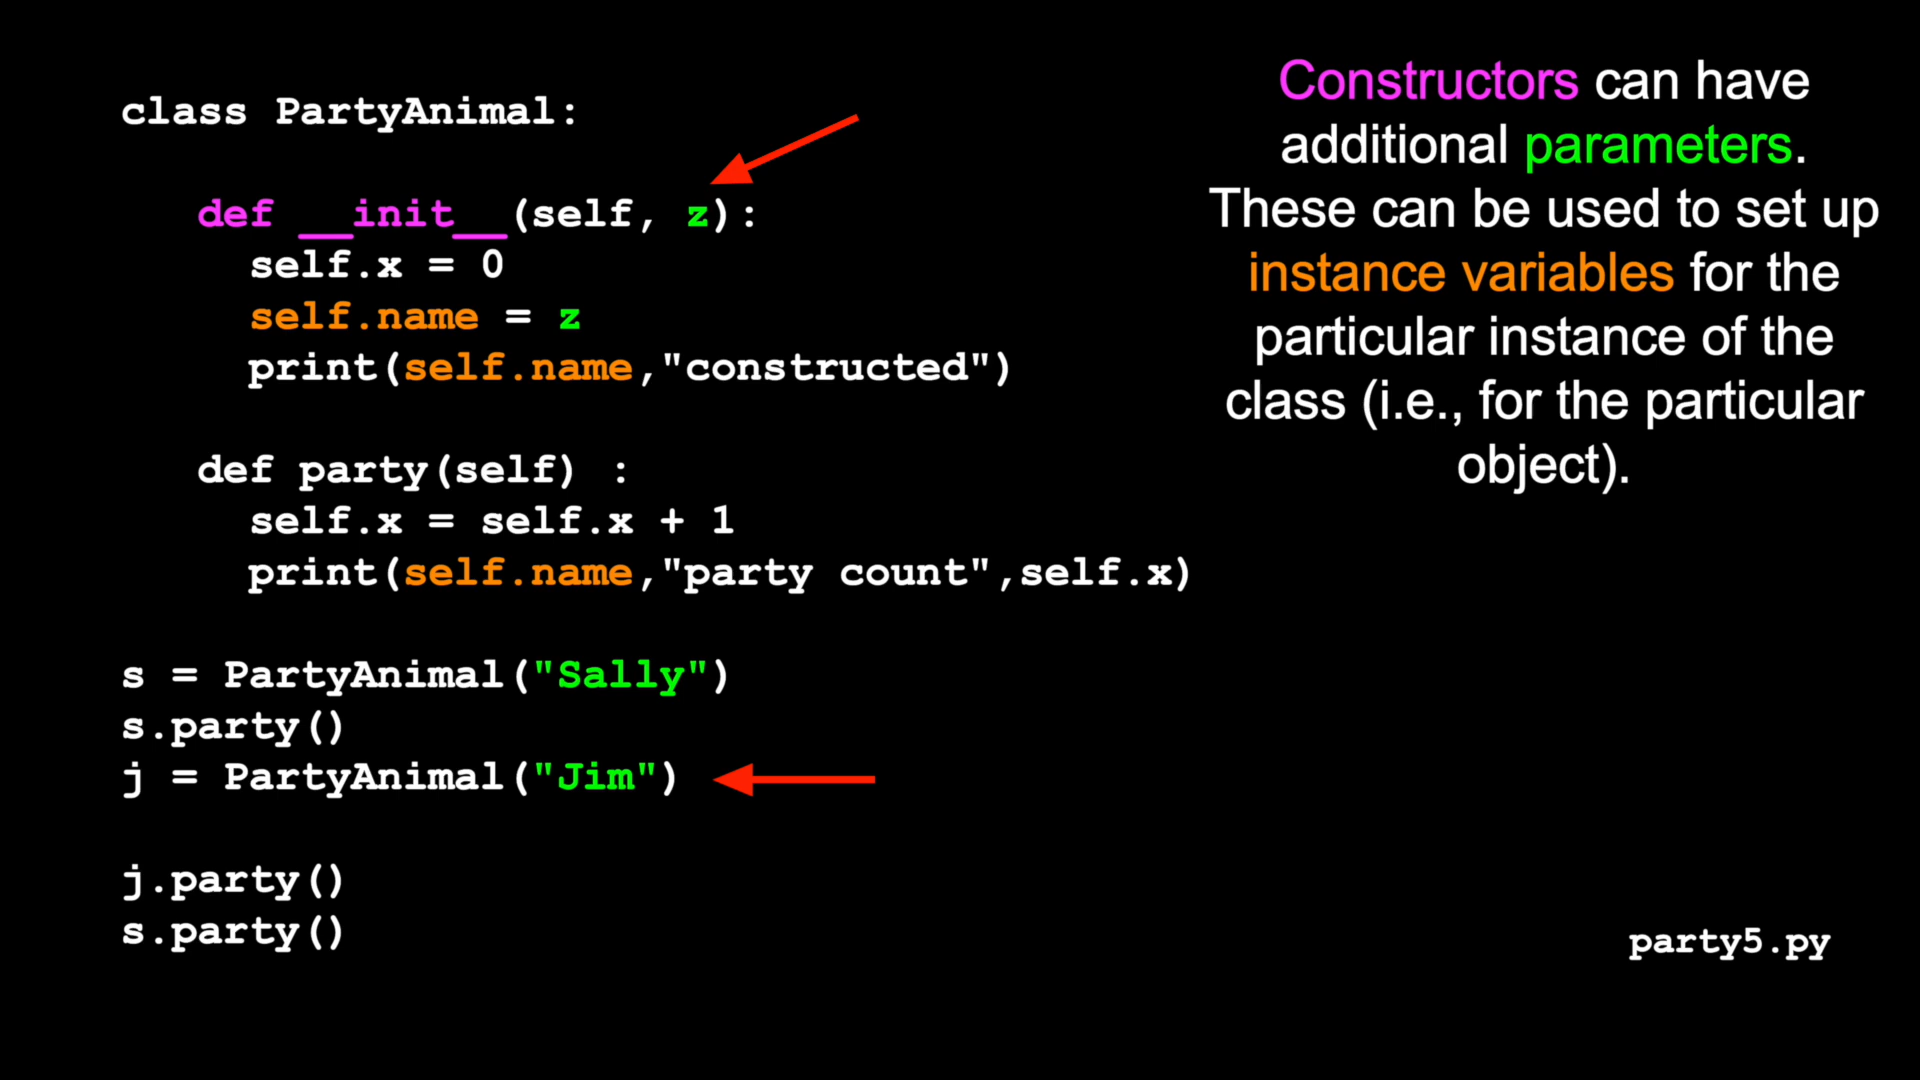 class PartyAnimal:
def __init__(self, z):
self.x = 0
self.name = z
print(self.name,"constructed")
def party(self) :
self.x = self.x + 1
print(self.name,"party count",self.x)
s = PartyAnimal("Sally")
s.party()
j = PartyAnimal("Jim")
j.party()
s.party()
Constructors can have
additional parameters.
These can be used to set up
instance variables for the
particular instance of the
class (i.e., for the particular
object).
party5.py